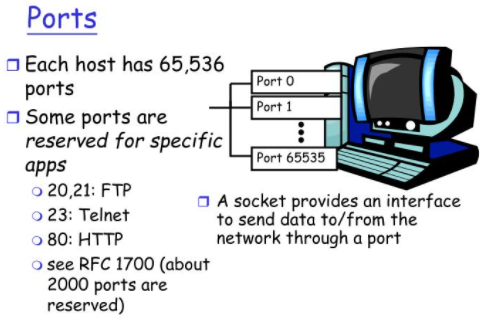 Ports
Each host has 65,536
ports
Some ports are
reserved for specific
apps
20,21: FTP
23: Telnet
80: HTTP
see RFC 1700 (about
2000 ports are
reserved)
Port 0
Port 1
Port 65535
A socket provides an interface
to send data to/from the
network through a port